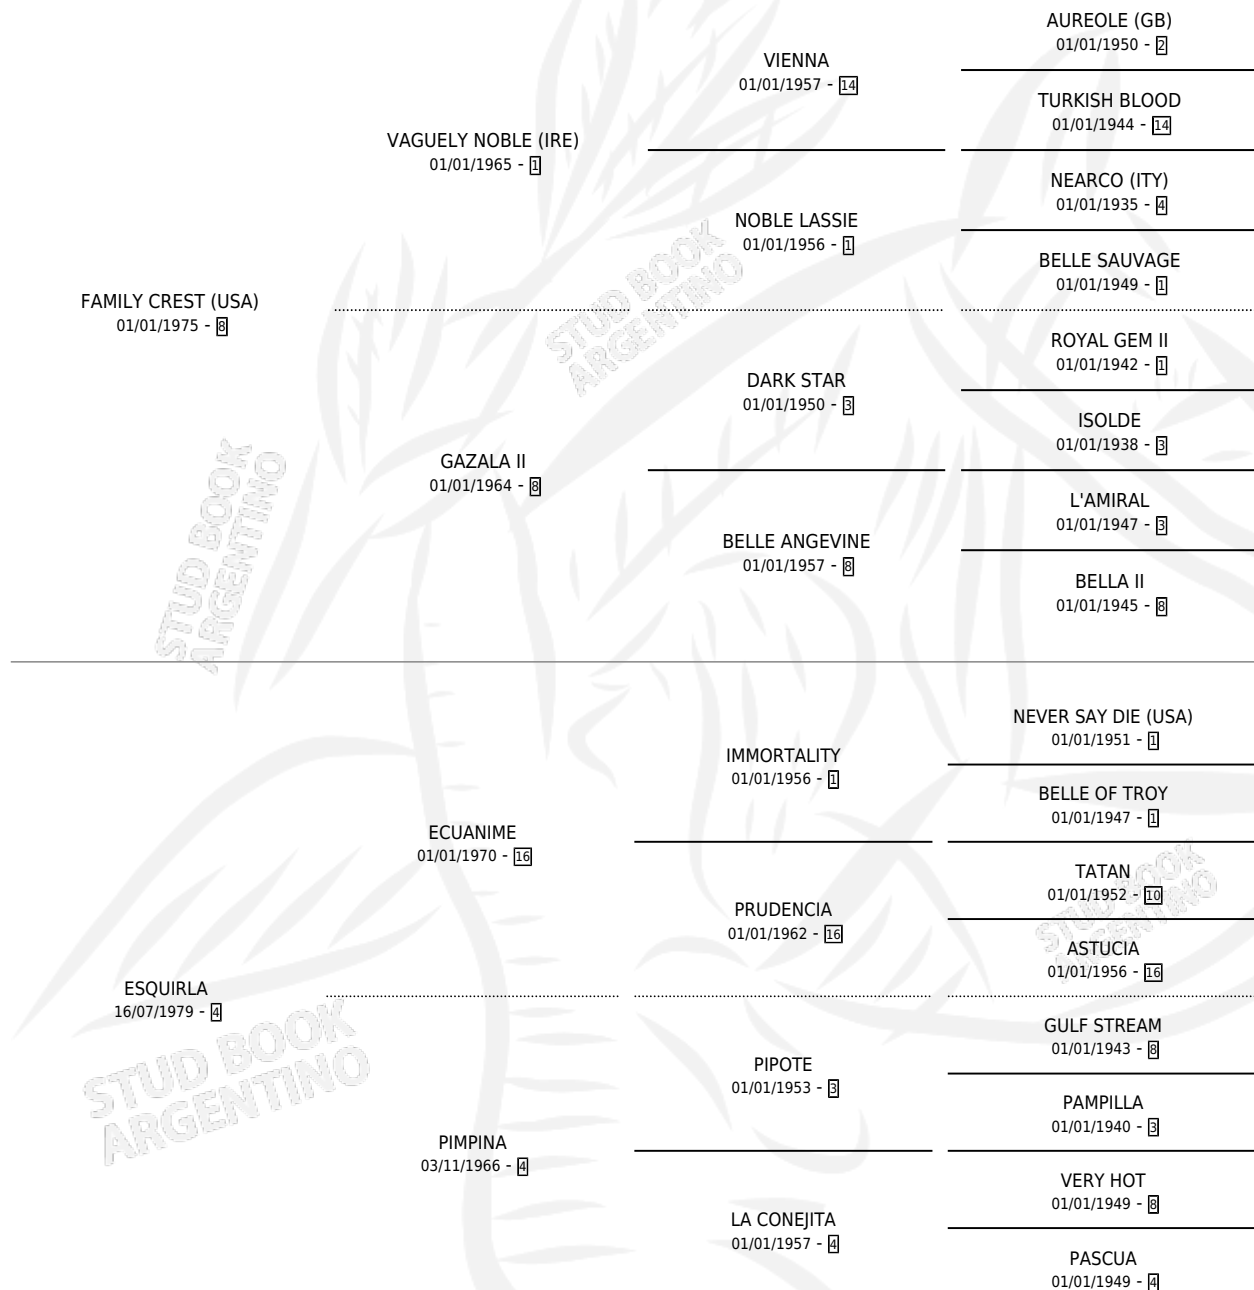 AUREOLE (GB)
01/01/1950 - 2
VIENNA
01/01/1957 - 14
TURKISH BLOOD
01/01/1944 - 14
VAGUELY NOBLE (IRE)
01/01/1965 - 1
NEARCO (ITY)
01/01/1935 - 4
NOBLE LASSIE
01/01/1956 - 1
BELLE SAUVAGE
01/01/1949 - 1
FAMILY CREST (USA)
01/01/1975 - 8
ROYAL GEM II
01/01/1942 - 1
DARK STAR
01/01/1950 - 3
ISOLDE
01/01/1938 - 3
GAZALA II
01/01/1964 - 8
L'AMIRAL
01/01/1947 - 3
BELLE ANGEVINE
01/01/1957 - 8
BELLA II
01/01/1945 - 8
NEVER SAY DIE (USA)
01/01/1951 - 1
IMMORTALITY
01/01/1956 - 1
BELLE OF TROY
01/01/1947 - 1
ECUANIME
01/01/1970 - 16
TATAN
01/01/1952 - 10
PRUDENCIA
01/01/1962 - 16
ASTUCIA
01/01/1956 - 16
ESQUIRLA
16/07/1979 - 4
GULF STREAM
01/01/1943 - 8
PIPOTE
01/01/1953 - 3
PAMPILLA
01/01/1940 - 3
PIMPINA
03/11/1966 - 4
VERY HOT
01/01/1949 - 8
LA CONEJITA
01/01/1957 - 4
PASCUA
01/01/1949 - 4
STUD BOOK
ARGENTINO
STUD BOOK
ARGENTINO
STUD BOOK
ARGENTINO
STUD BOOK
ARGENTINO